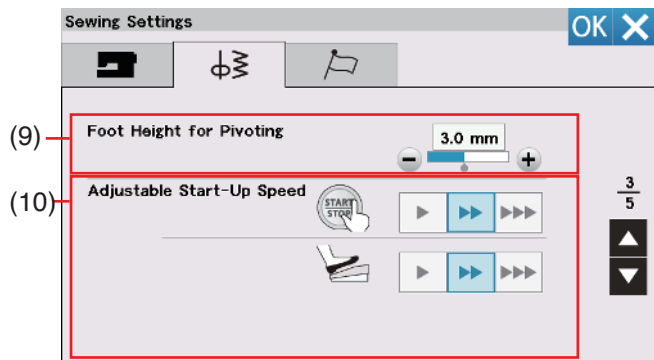 Sewing Settings
OK
(9)
Foot Height for Pivoting
3.0 mm
(10)
Adjustable Start-Up Speed
START
STOP
3
5